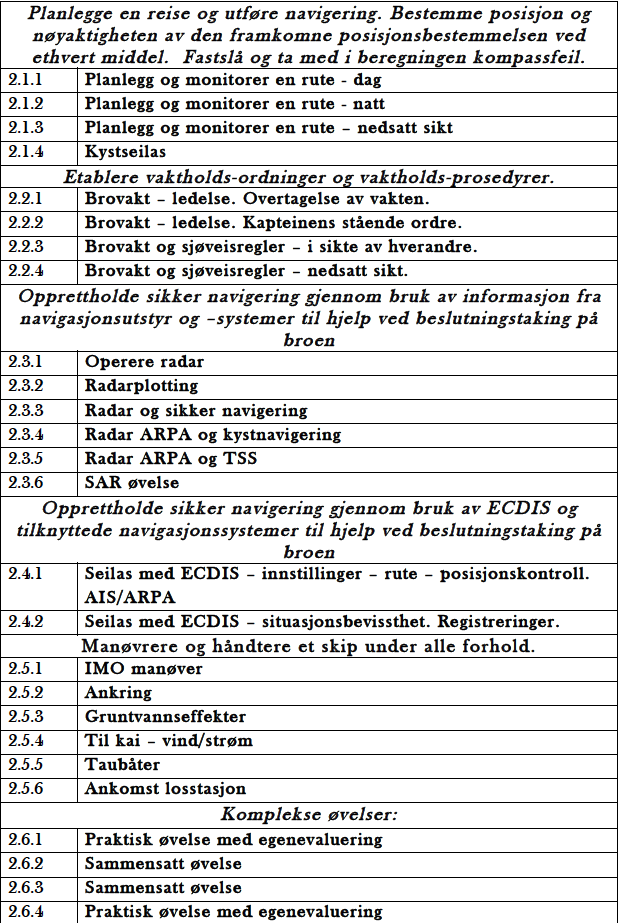 Planlegge en reise og utføre navigering. Bestemme posisjon og
nøyaktigheten av den framkomne posisjonsbestemmelsen ved
ethvert middel. Fastslå og ta med i beregningen kompassfeil.
2.1.1 Planlegg og monitorer en rute - dag
2.1.2 Planlegg og monitorer en rute - natt
2.1.3 Planlegg og monitorer en rute – nedsatt sikt
2.1.4 Kystseilas
Etablere vaktholds-ordninger og vaktholds-prosedyrer.
2.2.1 Brovakt – ledelse. Overtagelse av vakten.
2.2.2 Brovakt – ledelse. Kapteinens stående ordre.
2.2.3 Brovakt og sjøveisregler – i sikte av hverandre.
2.2.4 Brovakt og sjøveisregler – nedsatt sikt.
Opprettholde sikker navigering gjennom bruk av informasjon fra
navigasjonsutstyr og –systemer til hjelp ved beslutningstaking på
broen
2.3.1 Operere radar
2.3.2 Radarplotting
2.3.3 Radar og sikker navigering
2.3.4 Radar ARPA og kystnavigering
2.3.5 Radar ARPA og TSS
2.3.6 SAR øvelse
Opprettholde sikker navigering gjennom bruk av ECDIS og
tilknyttede navigasjonssystemer til hjelp ved beslutningstaking på
broen
2.4.1 Seilas med ECDIS – innstillinger – rute – posisjonskontroll.
AIS/ARPA
2.4.2 Seilas med ECDIS – situasjonsbevissthet. Registreringer.
Manøvrere og håndtere et skip under alle forhold.
2.5.1 IMO manøver
2.5.2 Ankring
2.5.3 Gruntvannseffekter
2.5.4 Til kai – vind/strøm
2.5.5 Taubåter
2.5.6 Ankomst losstasjon
Komplekse øvelser:
2.6.1 Praktisk øvelse med egenevaluering
2.6.2 Sammensatt øvelse
2.6.3 Sammensatt øvelse
2.6.4 Praktisk øvelse med egenevaluering